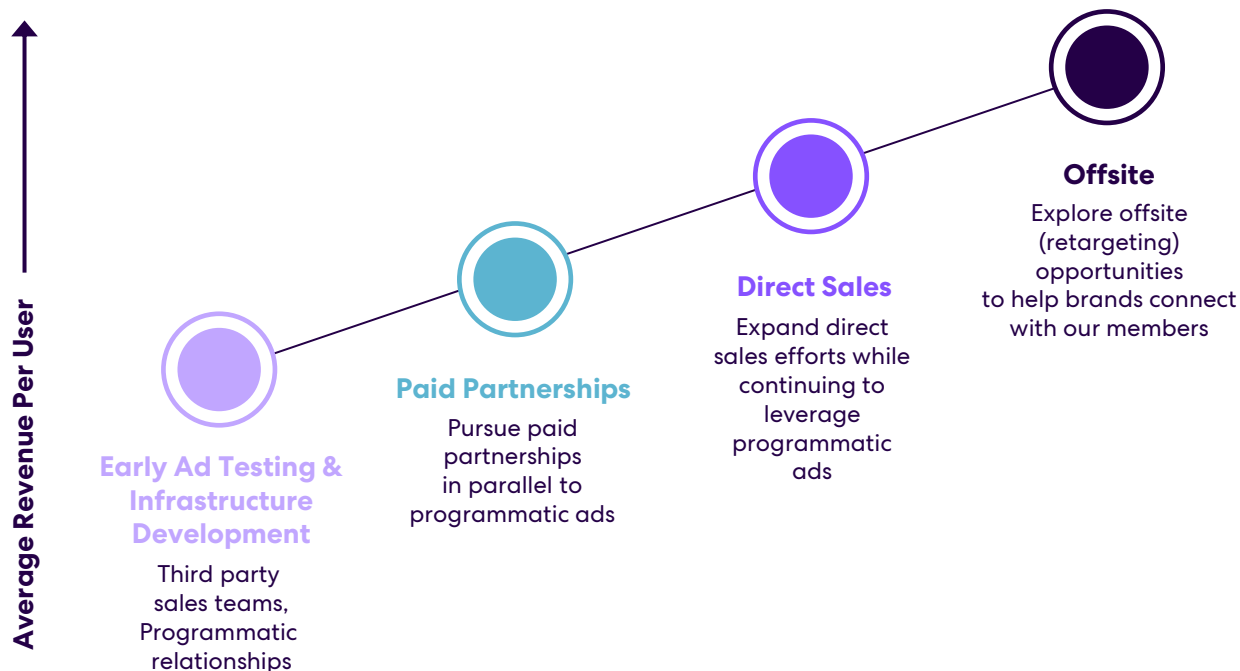 Average Revenue Per User
Early Ad Testing &
Infrastructure
Development
Third party
sales teams,
Programmatic
relationships
Paid Partnerships
Pursue paid
partnerships
in parallel to
programmatic ads
Direct Sales
Expand direct
sales efforts while
continuing to
leverage
programmatic
ads
Offsite
Explore offsite
(retargeting)
opportunities
to help brands connect
with our members